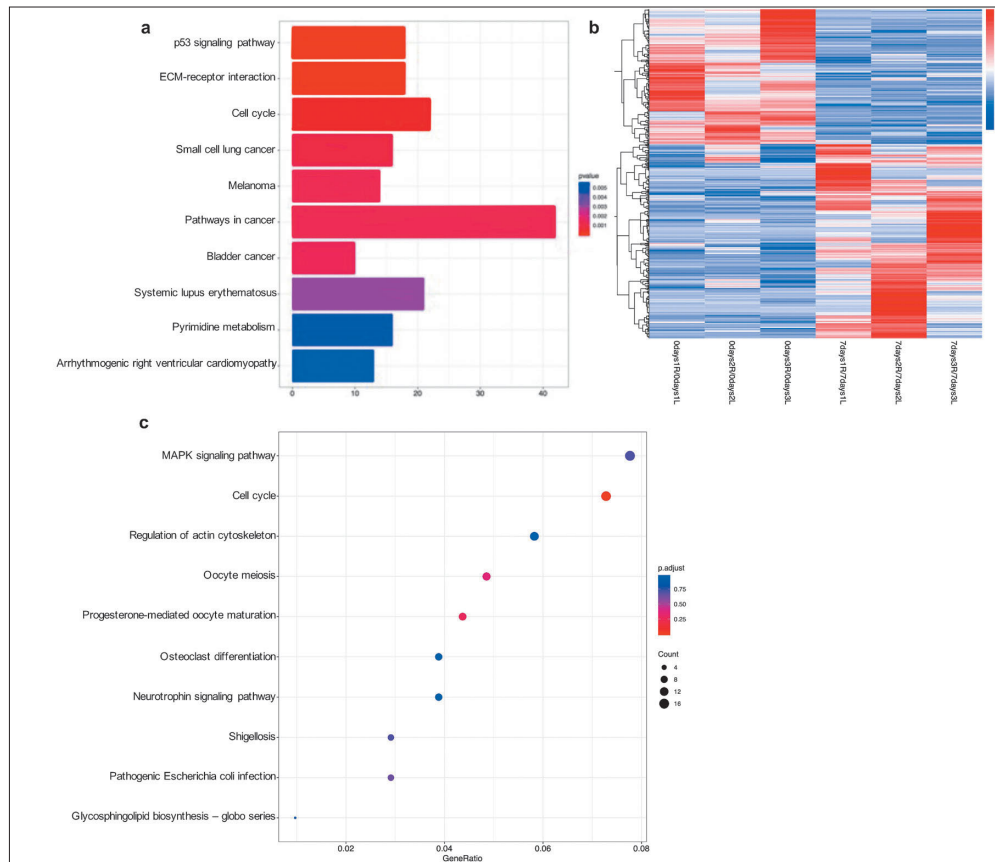 a
p53 signaling pathway
ECM-receptor interaction
Cell cycle
Small cell lung cancer
Melanoma
Pathways in cancer
Bladder cancer
Systemic lupus erythematosus
Pyrimidine metabolism
Arrhythmogenic right ventricular cardiomyopathy
0 10 20 30 40
pvalue
0.005
0.004
0.003
0.002
0.001
b
0days1R/0days1L
0days2R/0days2L
0days3R/0days3L
7days1R/7days1L
7days2R/7days2L
7days3R/7days3L
c
MAPK signaling pathway
Cell cycle
Regulation of actin cytoskeleton
Oocyte meiosis
Progesterone-mediated oocyte maturation
Osteoclast differentiation
Neurotrophin signaling pathway
Shigellosis
Pathogenic Escherichia coli infection
Glycosphingolipid biosynthesis – globo series
0.02 0.04 0.06 0.08
GeneRatio
p.adjust
0.75
0.50
0.25
Count
4
8
12
16